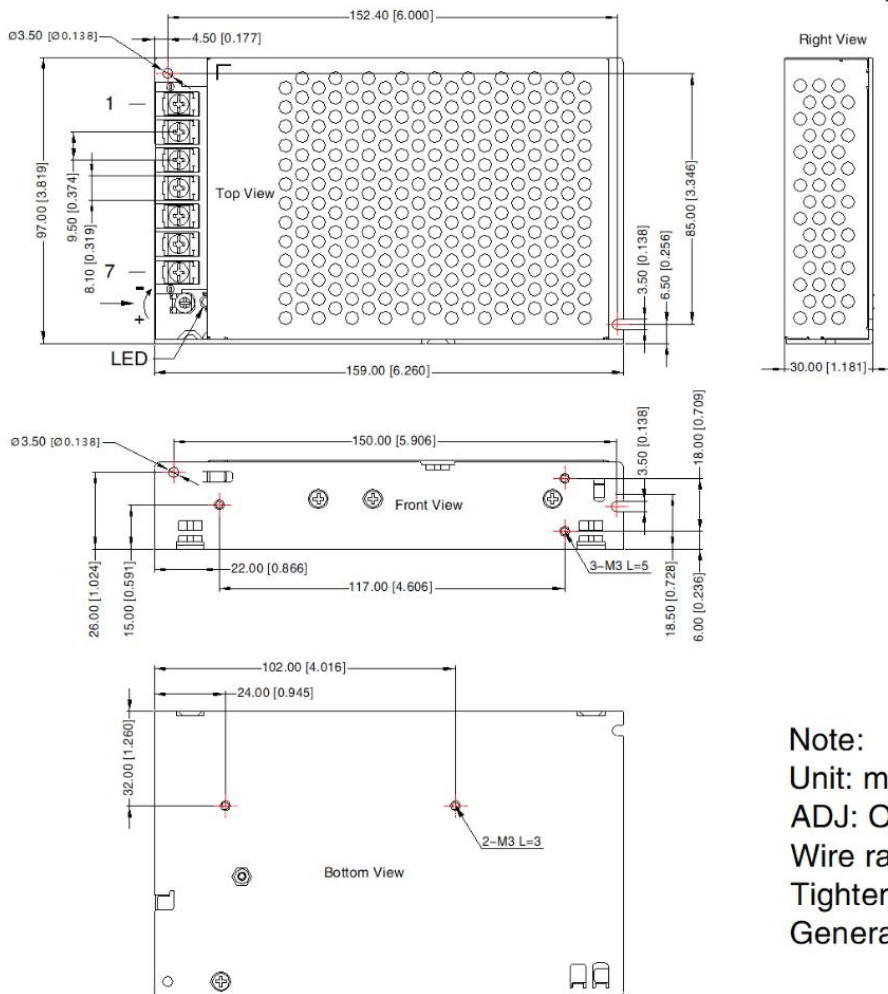 152.40 [6.000]
Ø3.50 [Ø0.138]
4.50 [0.177]
Right View
1
97.00 [3.819]
9.50 [0.374]
8.10 [0.319]
Top View
85.00 [3.346]
3.50 [0.138]
6.50 [0.256]
7
-
+
LED
159.00 [6.260]
30.00 [1.181]
Ø3.50 [Ø0.138]
150.00 [5.906]
3.50 [0.138]
18.00 [0.709]
Front View
26.00 [1.024]
15.00 [0.591]
22.00 [0.866]
3-M3 L=5
117.00 [4.606]
18.50 [0.728]
6.00 [0.236]
102.00 [4.016]
24.00 [0.945]
32.00 [1.260]
2-M3 L=3
Bottom View
Note:
Unit: m
ADJ: O
Wire ra
Tighten
Genera